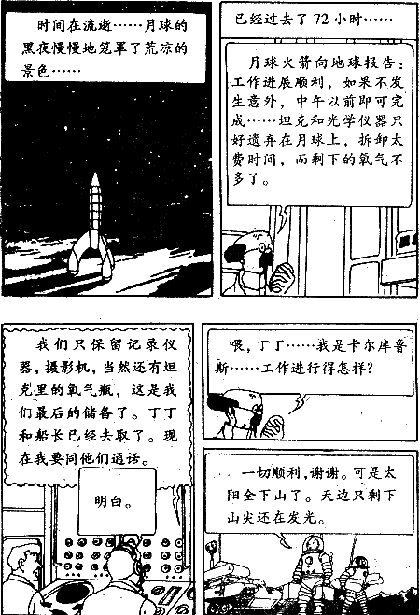 时间在流逝……月球的
黑夜慢慢地笼罩了荒凉的
景色……
已经过去了72小时……
月球火箭向地球报告:
工作进展顺利，如果不发
生意外，中午以前即可完
成……坦克和光学仪器只
好遗弃在月球上，拆卸太
费时间，而剩下的氧气不
多了。
我们只保留记录仪
器，摄影机，当然还有坦
克里的氧气瓶，这是我
们最后的储备了。丁丁
和船长已经去取了。现
在我要同他们通话。
明白。
喂，丁丁……我是卡尔库鲁
斯……工作进行得怎样?
一切顺利，谢谢。可是太
阳全下山了。天边只剩下
山尖还在发光。